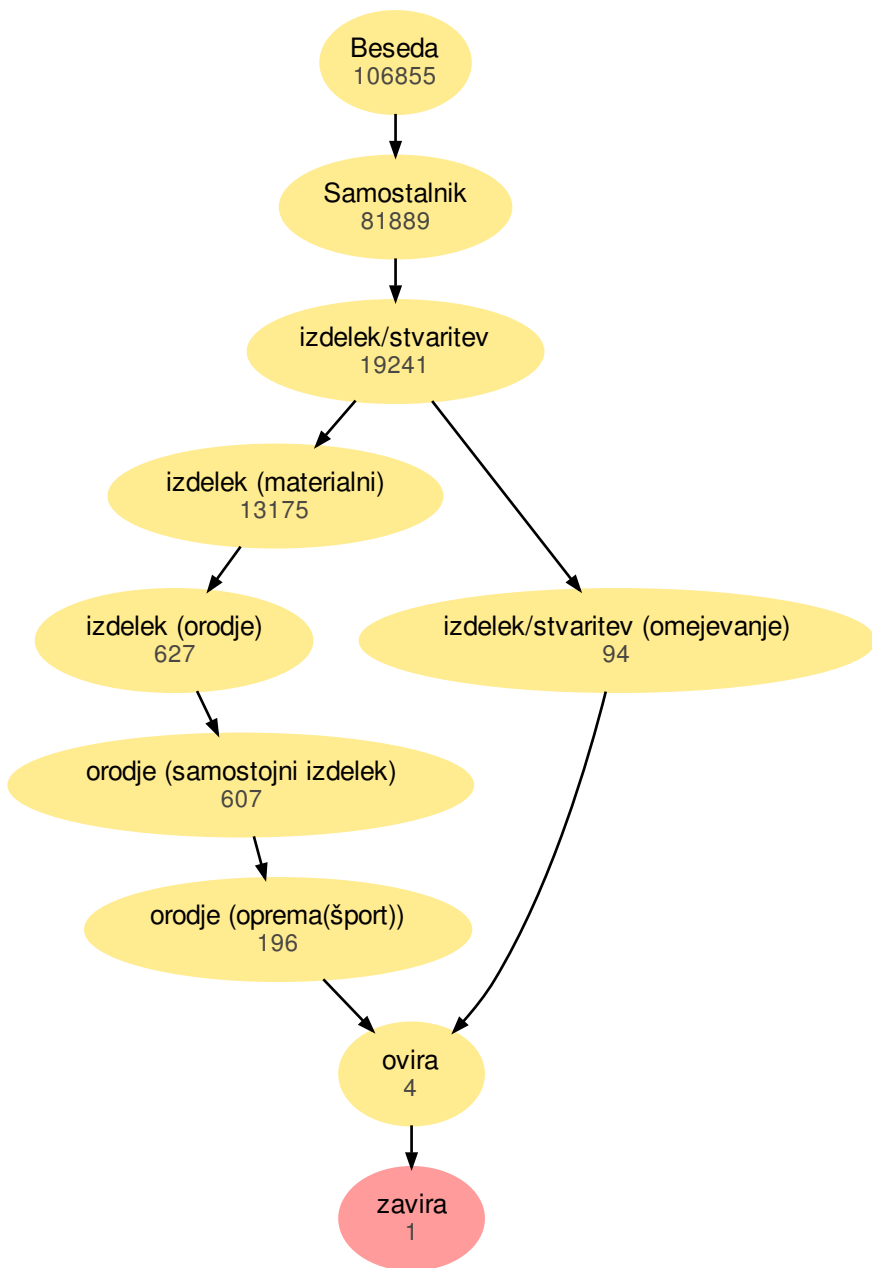 Beseda
106855
Samostalnik
81889
izdelek/stvaritev
19241
izdelek (materialni)
13175
izdelek (orodje)
627
izdelek/stvaritev (omejevanje)
94
orodje (samostojni izdelek)
607
orodje (oprema(šport))
196
ovira
4
zavira
1